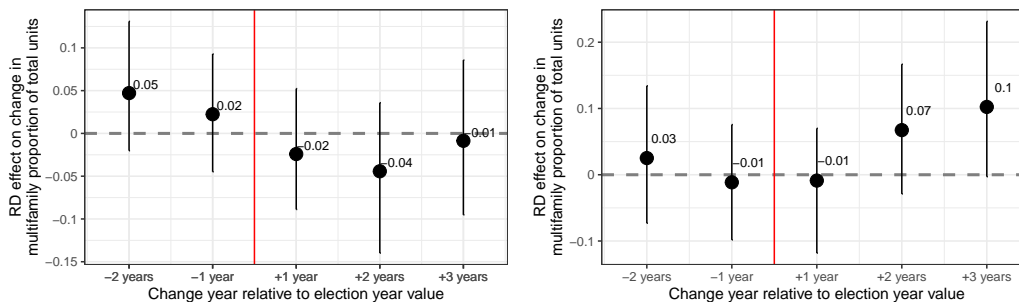 RD effect on change in
multifamily proportion of total units
0.1
0.05
0
−0.05
−0.1
−0.15
0.05
0.02
−0.02
−0.04
−0.01
−2 years
−1 year
+1 year
+2 years
+3 years
Change year relative to election year value
RD effect on change in
multifamily proportion of total units
0.2
0.1
0
−0.1
0.03
−0.01
−0.01
0.07
0.1
−2 years
−1 year
+1 year
+2 years
+3 years
Change year relative to election year value